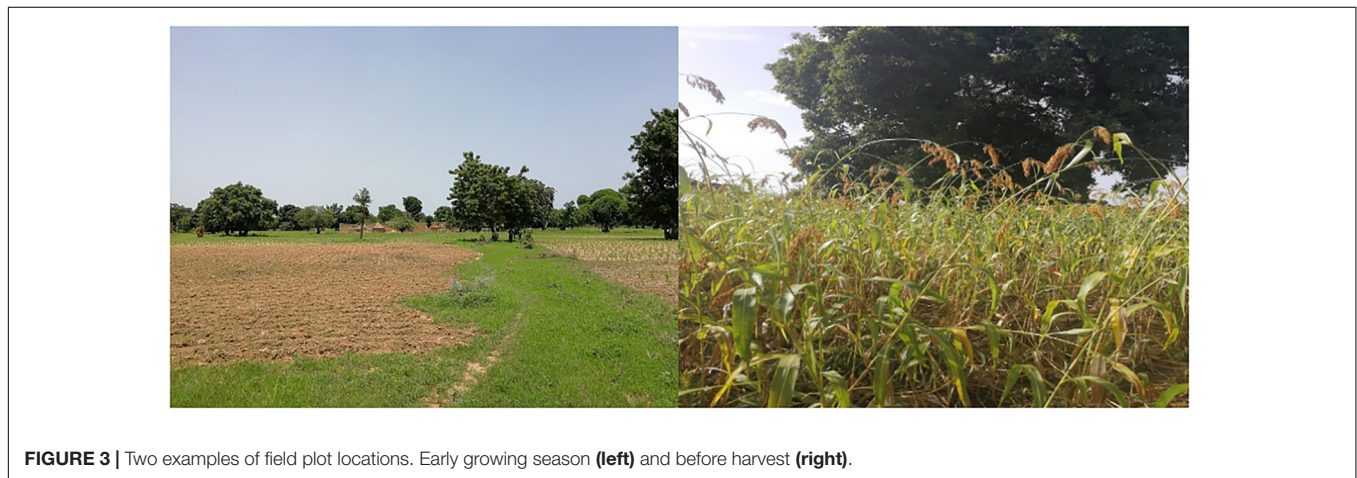 FIGURE 3 | Two examples of field plot locations. Early growing season (left) and before harvest (right).